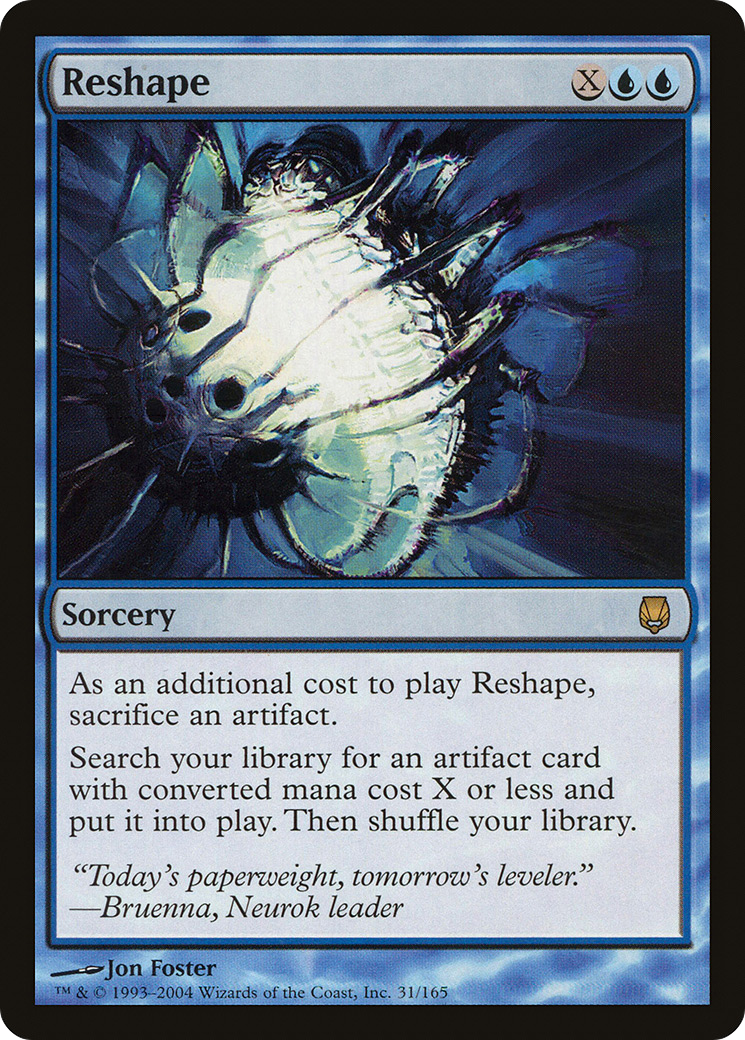 Reshape
X
Sorcery
As an additional cost to play Reshape,
sacrifice an artifact.
Search your library for an artifact card
with converted mana cost X or less and
put it into play. Then shuffle your library.
“Today’s paperweight, tomorrow’s leveler.”
—Bruenna, Neurok leader
Jon Foster
™ & © 1993–2004 Wizards of the Coast, Inc. 31/165